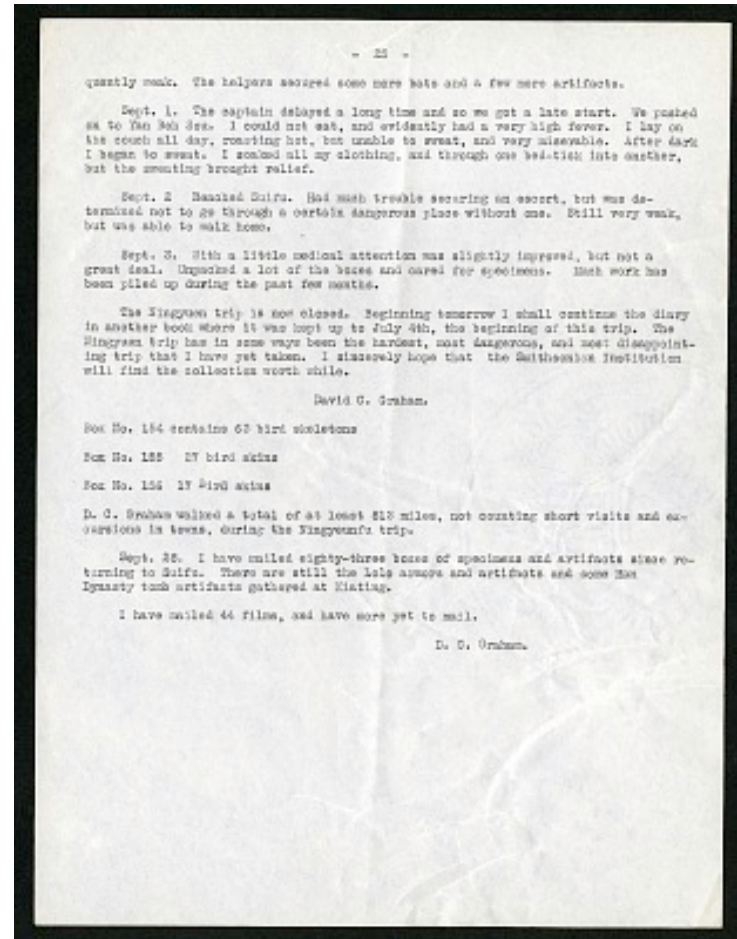 - 25 -
quently weak. The helpers secured some more bats and a few more artifacts.
Sept. 1. The captain delayed a long time and so we got a late start. We pushed
on to Yan Beh Szu. I could not eat, and evidently had a very high fever. I lay on
the couch all day, roasting hot, but unable to sweat, and very miserable. After dark
I began to sweat. I soaked all my clothing, and through one bed-tick into another,
but the sweating brought relief.
Sept. 2 Reached Suifu. Had much trouble securing an escort, but was de-
termined not to go through a certain dangerous place without one. Still very weak,
but was able to walk home.
Sept. 3. With a little medical attention was slightly improved, but not a
great deal. Unpacked a lot of the boxes and cared for specimens. Much work has
been piled up during the past few months.
The Ningyuen trip is now closed. Beginning tomorrow I shall continue the diary
in another book where it was kept up to July 4th, the beginning of this trip. The
Ningyuen trip has in some ways been the hardest, most dangerous, and most disappoint-
ing trip that I have yet taken. I sincerely hope that the Smithsonian Institution
will find the collection worth while.
David C. Graham.
Box No. 154 contains 63 bird skeletons
Box No. 155 27 bird skins
Box No. 156 17 Bird skins
D. C. Graham walked a total of at least 813 miles, not counting short visits and ex-
cursions in towns, during the Ningyuenfu trip.
Sept. 26. I have mailed eighty-three boxes of specimens and artifacts since re-
turning to Suifu. There are still the Lolo armors and artifacts and some Han
Dynasty tomb artifacts gathered at Kiating.
I have mailed 44 films, and have more yet to mail.
D. C. Graham.